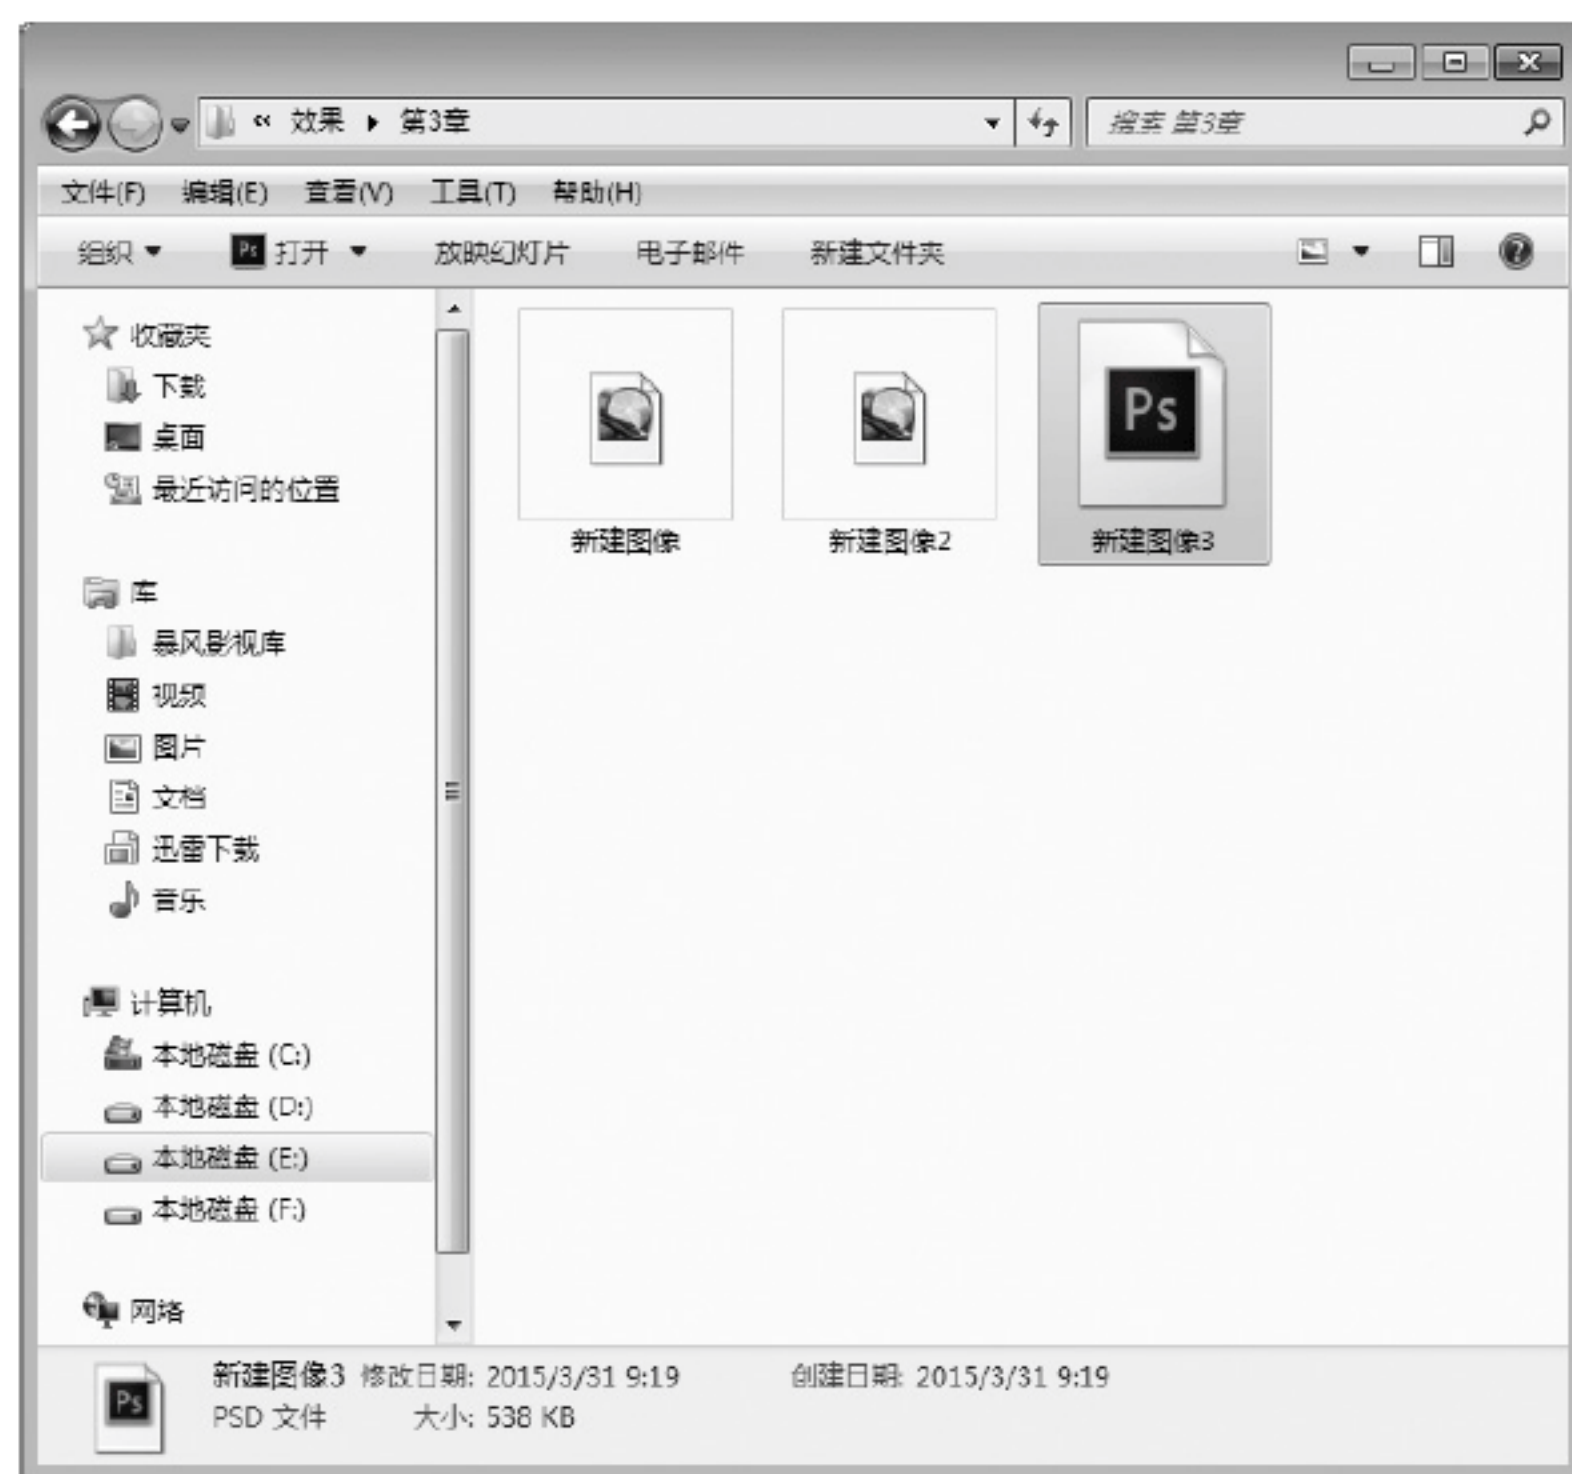 « 效果 ▶ 第3章 搜索 第3章
文件(F) 编辑(E) 查看(V) 工具(T) 帮助(H)
组织 Ps 打开 放映幻灯片 电子邮件 新建文件夹
收藏夹
下载
桌面
最近访问的位置
库
暴风影视库
视频
图片
文档
迅雷下载
音乐
计算机
本地磁盘 (C:)
本地磁盘 (D:)
本地磁盘 (E:)
本地磁盘 (F:)
网络
Ps
新建图像 新建图像2 新建图像3
Ps
新建图像3 修改日期: 2015/3/31 9:19 创建日期: 2015/3/31 9:19
PSD 文件 大小: 538 KB